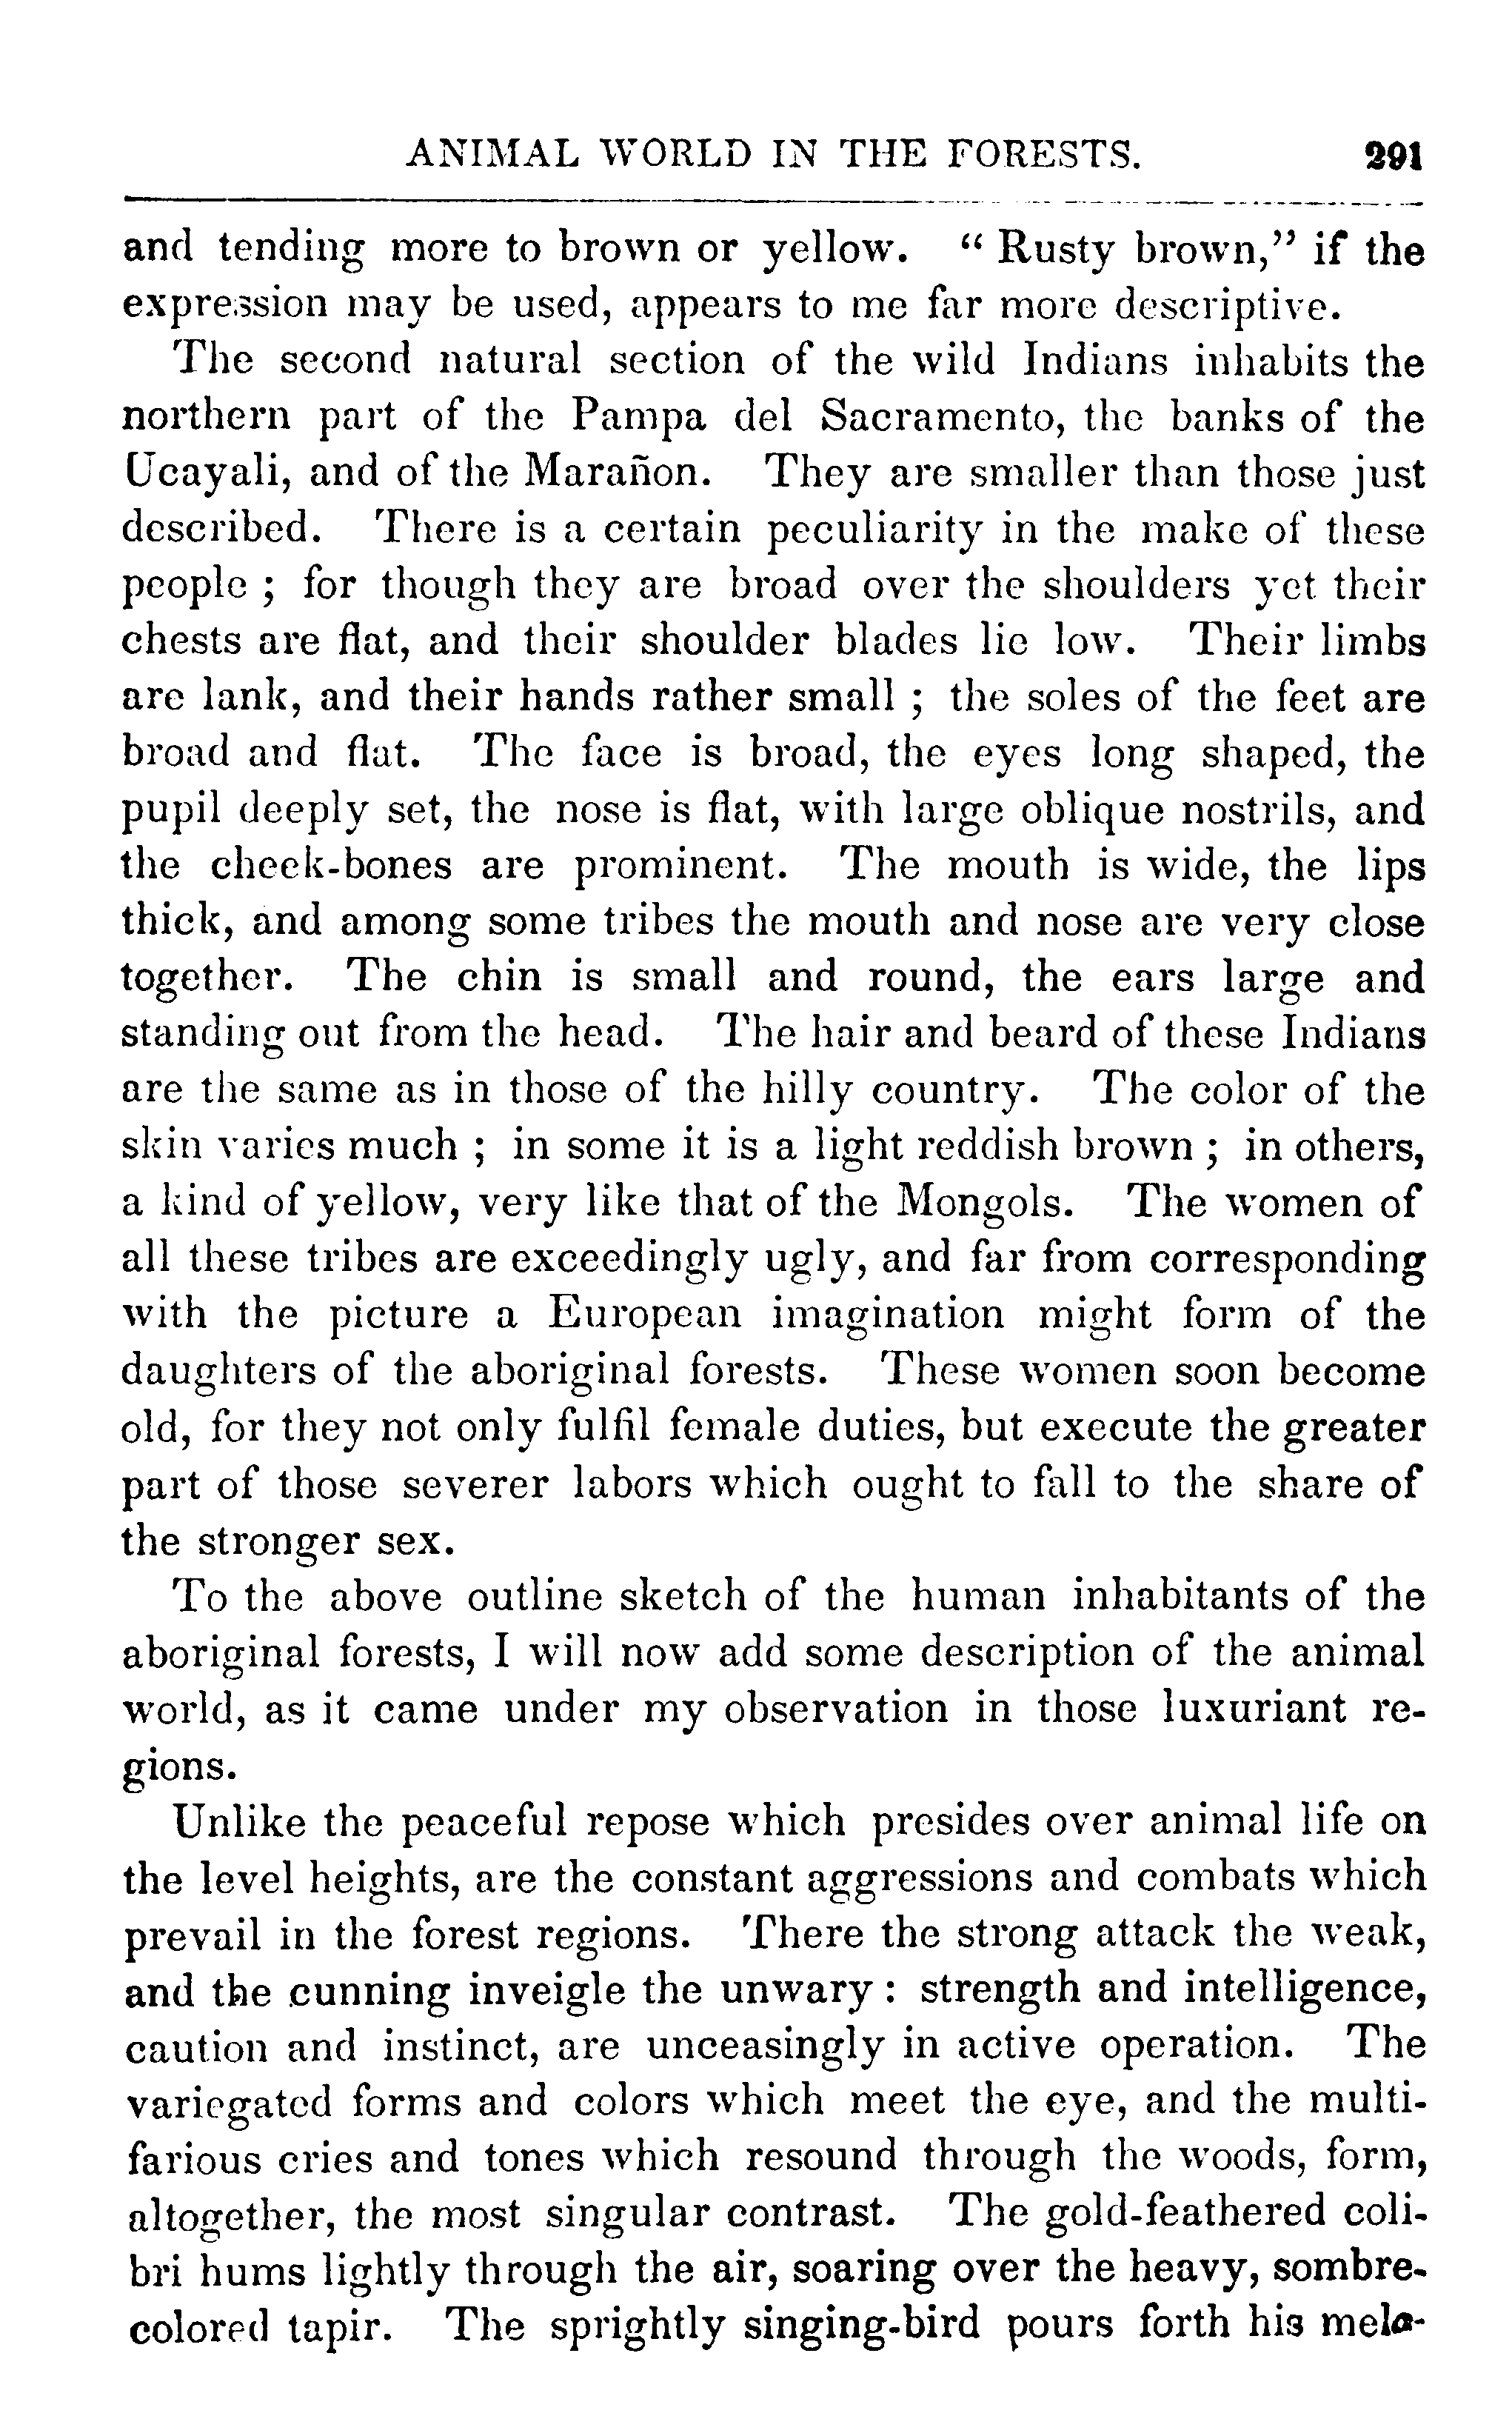 ANIMAL WORLD IN THE FORESTS. 291
and tending more to brown or yellow. “ Rusty brown,” if the
expression may be used, appears to me far more descriptive.
The second natural section of the wild Indians inhabits the
northern part of the Pampa del Sacramento, the banks of the
Ucayali, and of the Marañon. They are smaller than those just
described. There is a certain peculiarity in the make of these
people ; for though they are broad over the shoulders yet their
chests are flat, and their shoulder blades lie low. Their limbs
are lank, and their hands rather small ; the soles of the feet are
broad and flat. The face is broad, the eyes long shaped, the
pupil deeply set, the nose is flat, with large oblique nostrils, and
the cheek-bones are prominent. The mouth is wide, the lips
thick, and among some tribes the mouth and nose are very close
together. The chin is small and round, the ears large and
standing out from the head. The hair and beard of these Indians
are the same as in those of the hilly country. The color of the
skin varies much ; in some it is a light reddish brown ; in others,
a kind of yellow, very like that of the Mongols. The women of
all these tribes are exceedingly ugly, and far from corresponding
with the picture a European imagination might form of the
daughters of the aboriginal forests. These women soon become
old, for they not only fulfil female duties, but execute the greater
part of those severer labors which ought to fall to the share of
the stronger sex.
To the above outline sketch of the human inhabitants of the
aboriginal forests, I will now add some description of the animal
world, as it came under my observation in those luxuriant re-
gions.
Unlike the peaceful repose which presides over animal life on
the level heights, are the constant aggressions and combats which
prevail in the forest regions. There the strong attack the weak,
and the cunning inveigle the unwary : strength and intelligence,
caution and instinct, are unceasingly in active operation. The
variegated forms and colors which meet the eye, and the multi-
farious cries and tones which resound through the woods, form,
altogether, the most singular contrast. The gold-feathered coli-
bri hums lightly through the air, soaring over the heavy, sombre-
colored tapir. The sprightly singing-bird pours forth his melo-